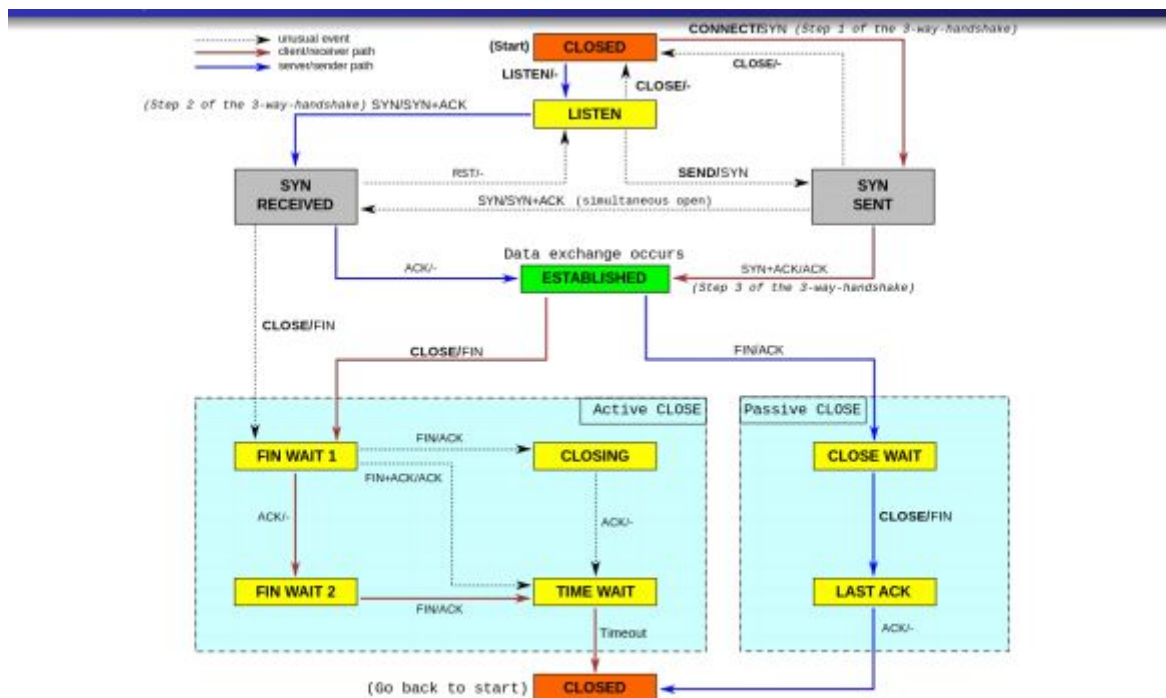 unusual event
client/receiver path
server/sender path
(Start)
CLOSED
CONNECT/SYN (Step 1 of the 3-way-handshake)
CLOSE/-
LISTEN/-
CLOSE/-
(Step 2 of the 3-way-handshake) SYN/SYN+ACK
LISTEN
SYN
RECEIVED
RST/-
SEND/SYN
SYN
SENT
SYN/SYN+ACK (simultaneous open)
Data exchange occurs
ACK/-
ESTABLISHED
SYN+ACK/ACK
(Step 3 of the 3-way-handshake)
CLOSE/FIN
CLOSE/FIN
FIN/ACK
Active CLOSE
Passive CLOSE
FIN WAIT 1
FIN/ACK
CLOSING
CLOSE WAIT
FIN+ACK/ACK
ACK/-
ACK/-
CLOSE/FIN
FIN WAIT 2
FIN/ACK
TIME WAIT
LAST ACK
Timeout
ACK/-
(Go back to start)
CLOSED